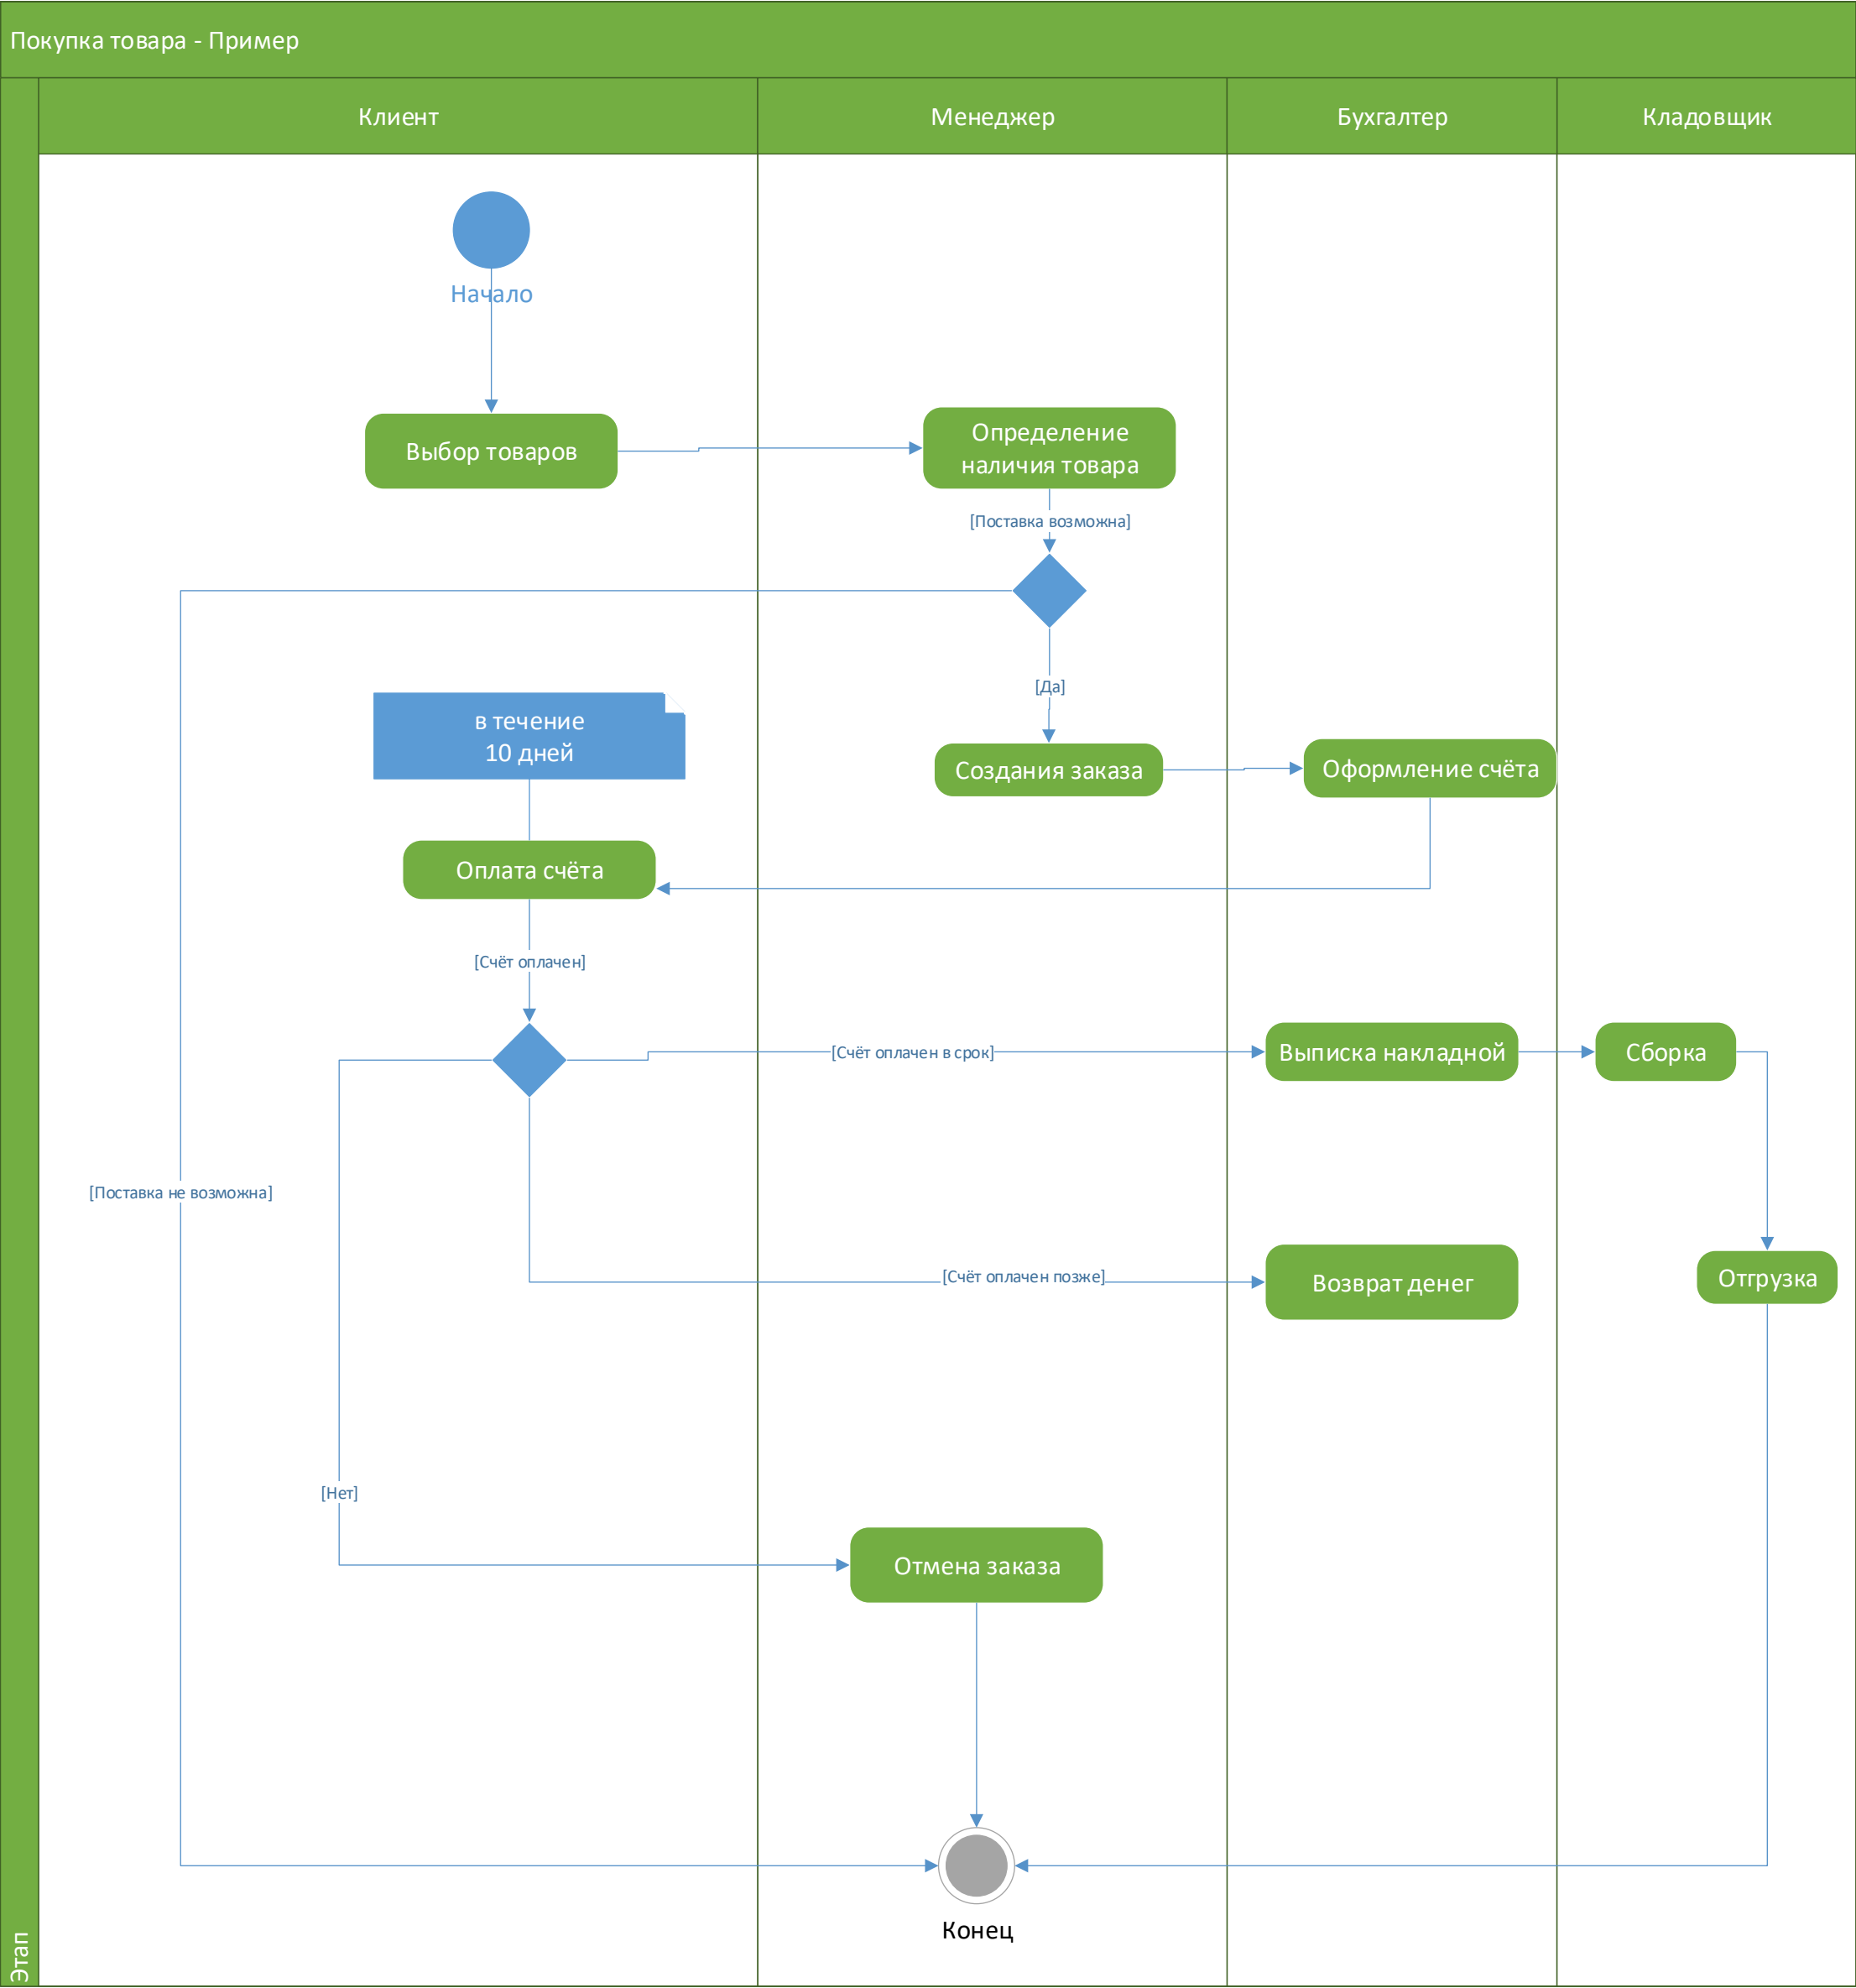 Покупка товара - Пример
Клиент
Менеджер
Бухгалтер
Кладовщик
Начало
Выбор товаров
Определение
наличия товара
[Поставка возможна]
[Да]
в течение
10 дней
Создания заказа
Оформление счёта
Оплата счёта
[Счёт оплачен]
[Счёт оплачен в срок]
Выписка накладной
Сборка
[Поставка не возможна]
[Счёт оплачен позже]
Возврат денег
Отгрузка
[Нет]
Отмена заказа
Конец
Этап